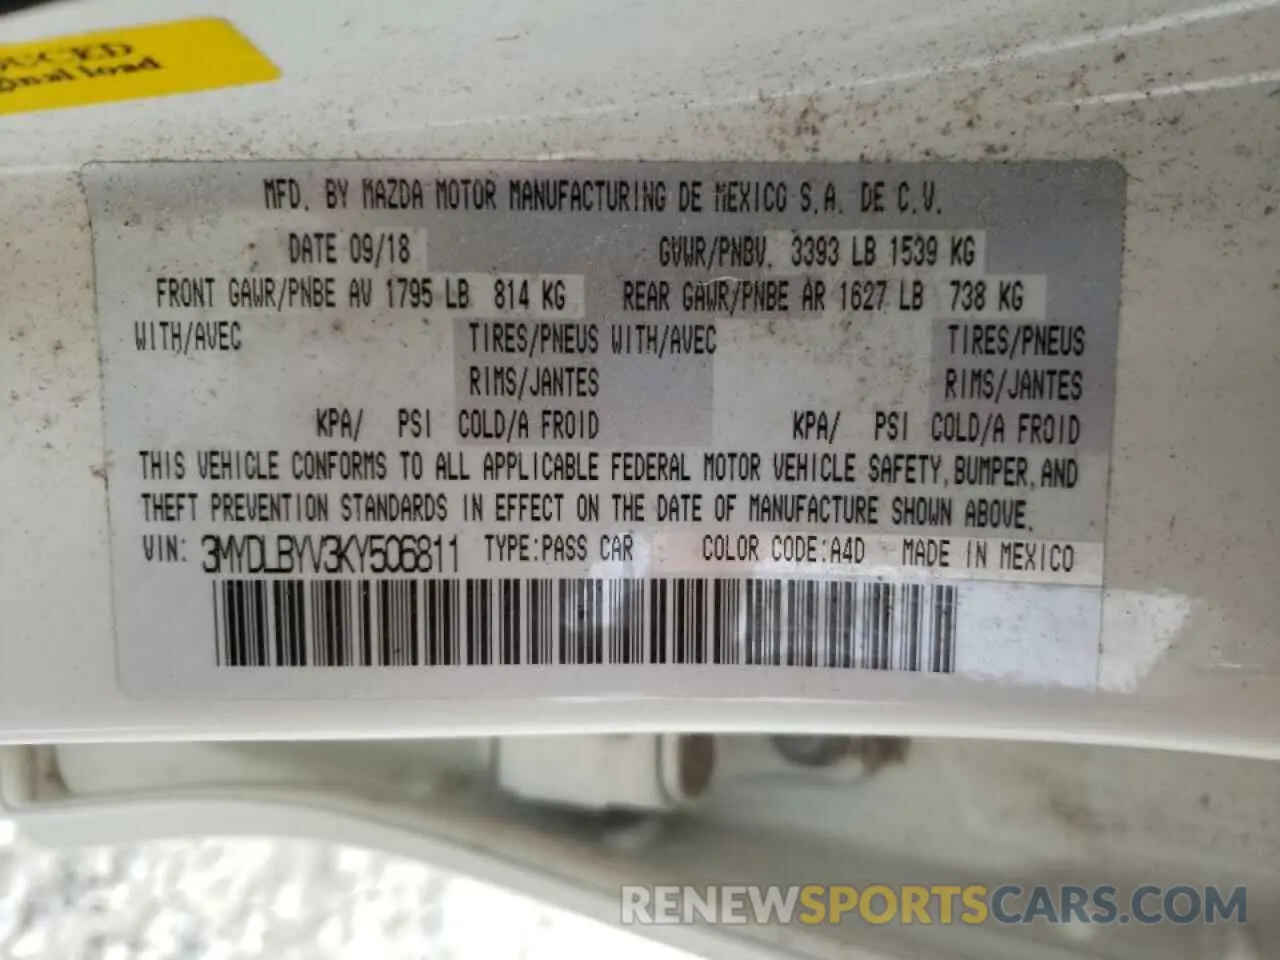 UCED
onal load
MFD. BY MAZDA MOTOR MANUFACTURING DE MEXICO S.A. DE C.V.
DATE 09/18 GVWR/PNBV. 3393 LB 1539 KG
FRONT GAWR/PNBE AV 1795 LB 814 KG REAR GAWR/PNBE AR 1627 LB 738 KG
WITH/AVEC TIRES/PNEUS WITH/AVEC TIRES/PNEUS
RIMS/JANTES RIMS/JANTES
KPA/ PSI COLD/A FROID KPA/ PSI COLD/A FROID
THIS VEHICLE CONFORMS TO ALL APPLICABLE FEDERAL MOTOR VEHICLE SAFETY, BUMPER, AND
THEFT PREVENTION STANDARDS IN EFFECT ON THE DATE OF MANUFACTURE SHOWN ABOVE.
VIN: 3MYDLBYV3KY506811 TYPE:PASS CAR COLOR CODE:A4D MADE IN MEXICO
RENEWSPORTSCARS.COM